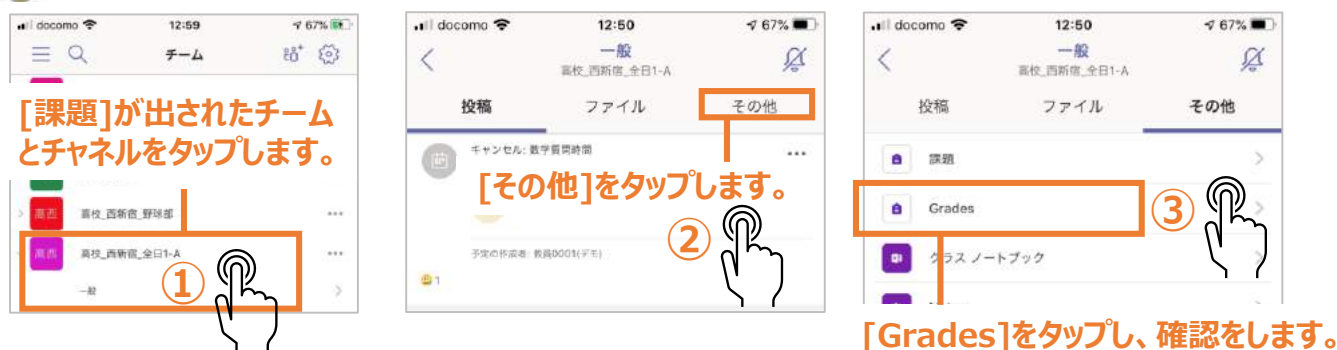 docomo 12:59 67%
チーム
[課題]が出されたチーム
とチャネルをタップします。
高西 高校_西新宿_野球部
高西 高校_西新宿_全日1-A
一般
①
docomo 12:50 67%
一般
高校_西新宿_全日1-A
投稿 ファイル その他
キャンセル: 数学質問時間
[その他]をタップします。
②
予定の作成者: 教員0001(デモ)
1
docomo 12:50 67%
一般
高校_西新宿_全日1-A
投稿 ファイル その他
課題
Grades
③
クラス ノートブック
[Grades]をタップし、確認をします。